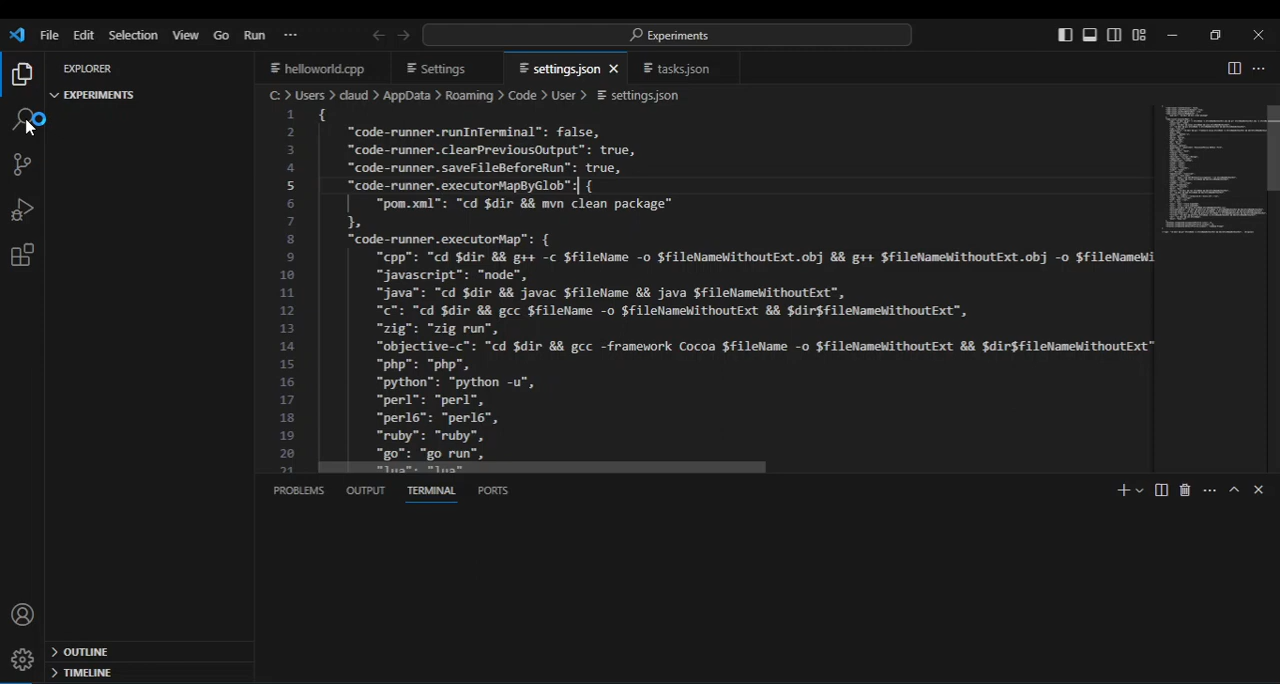 File Edit Selection View Go Run ···
Experiments
EXPLORER
EXPERIMENTS
OUTLINE
TIMELINE
helloworld.cpp Settings settings.json tasks.json
C: > Users > claud > AppData > Roaming > Code > User > settings.json
1 {
2 "code-runner.runInTerminal": false,
3 "code-runner.clearPreviousOutput": true,
4 "code-runner.saveFileBeforeRun": true,
5 "code-runner.executorMapByGlob": {
6 "pom.xml": "cd $dir && mvn clean package"
7 },
8 "code-runner.executorMap": {
9 "cpp": "cd $dir && g++ -c $fileName -o $fileNameWithoutExt.obj && g++ $fileNameWithoutExt.obj -o $fileNameWi
10 "javascript": "node",
11 "java": "cd $dir && javac $fileName && java $fileNameWithoutExt",
12 "c": "cd $dir && gcc $fileName -o $fileNameWithoutExt && $dir$fileNameWithoutExt",
13 "zig": "zig run",
14 "objective-c": "cd $dir && gcc -framework Cocoa $fileName -o $fileNameWithoutExt && $dir$fileNameWithoutExt"
15 "php": "php",
16 "python": "python -u",
17 "perl": "perl",
18 "perl6": "perl6",
19 "ruby": "ruby",
20 "go": "go run",
21 "lua": "lua"
PROBLEMS OUTPUT TERMINAL PORTS